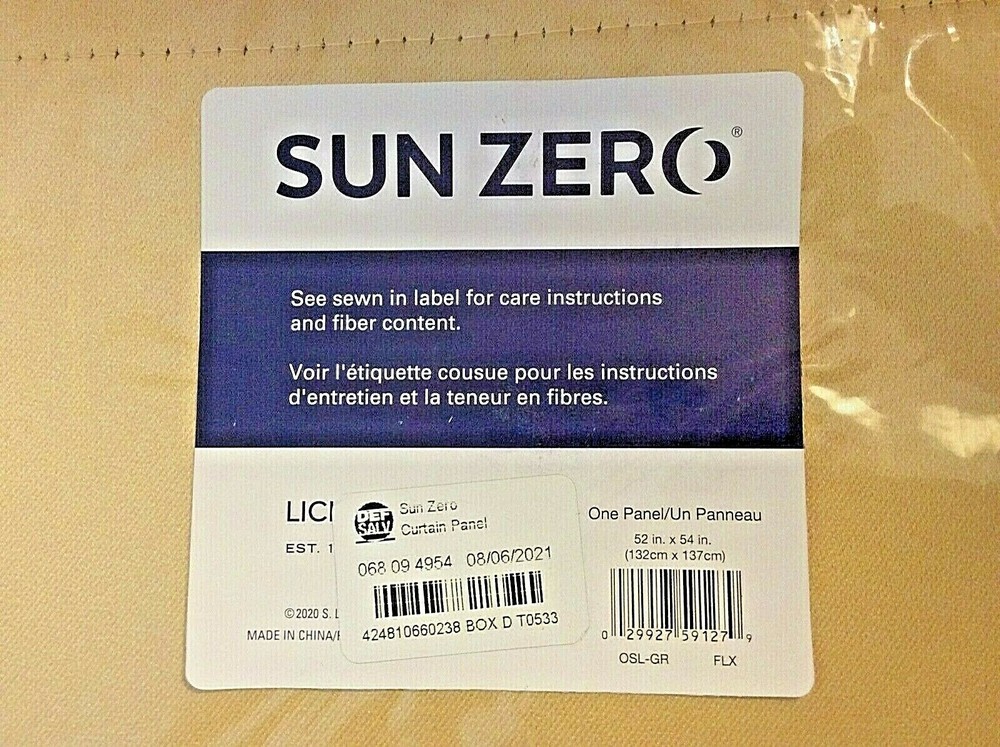 SUN ZERO®
See sewn in label for care instructions
and fiber content.
Voir l'étiquette cousue pour les instructions
d'entretien et la teneur en fibres.
LICH
EST. 1
© 2020 S. L
MADE IN CHINA/F
DEF
SALV
Sun Zero
Curtain Panel
068 09 4954 08/06/2021
424810660238 BOX D T0533
One Panel/Un Panneau
52 in. x 54 in.
(132cm x 137cm)
0 29927 59127 9
OSL-GR FLX